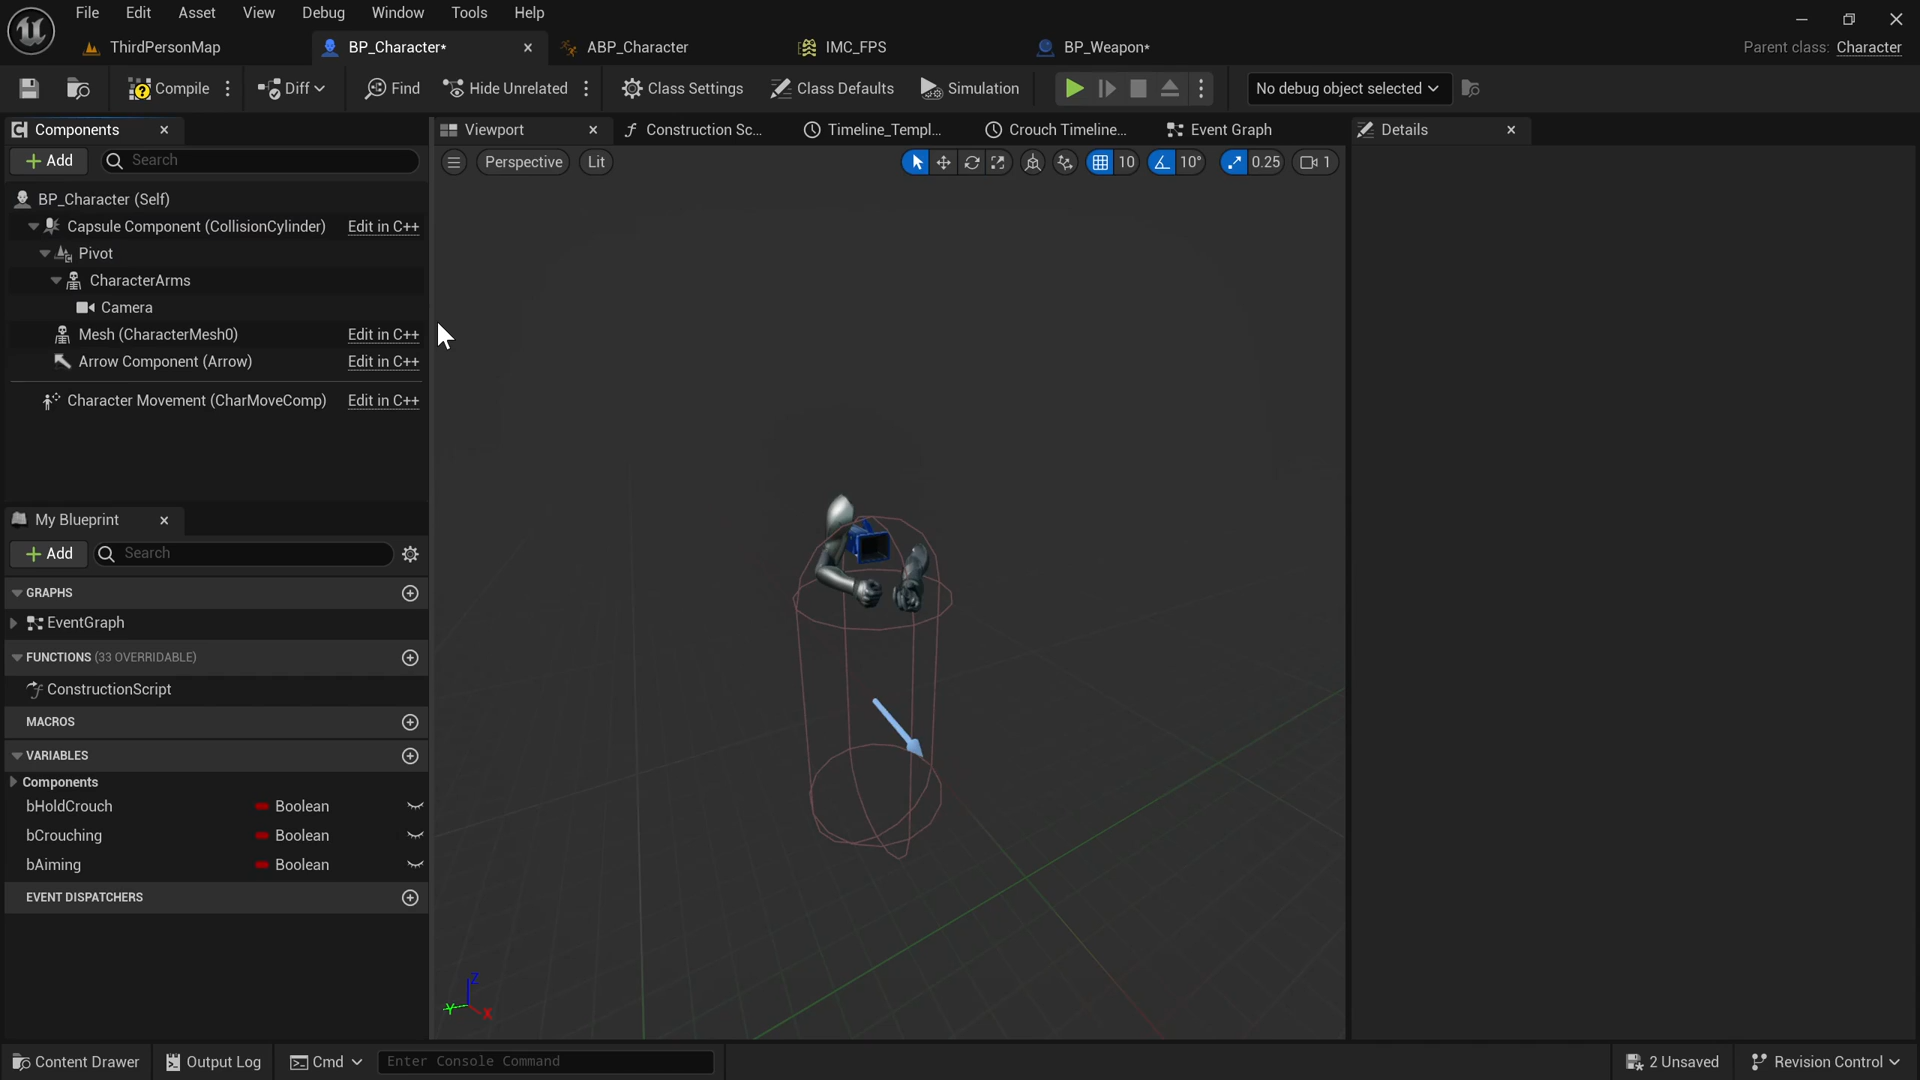 File Edit Asset View Debug Window Tools Help
ThirdPersonMap BP_Character* ABP_Character IMC_FPS BP_Weapon* Parent class: Character
Compile Diff Find Hide Unrelated Class Settings Class Defaults Simulation No debug object selected
Components Viewport Construction Sc... Timeline_Templ... Crouch Timeline... Event Graph Details
+ Add Search Perspective Lit 10 10° 0.25 1
BP_Character (Self)
Capsule Component (CollisionCylinder) Edit in C++
Pivot
CharacterArms
Camera
Mesh (CharacterMesh0) Edit in C++
Arrow Component (Arrow) Edit in C++
Character Movement (CharMoveComp) Edit in C++
My Blueprint
+ Add Search
GRAPHS
EventGraph
FUNCTIONS (33 OVERRIDABLE)
ConstructionScript
MACROS
VARIABLES
Components
bHoldCrouch Boolean
bCrouching Boolean
bAiming Boolean
EVENT DISPATCHERS
Z
Y X
Content Drawer Output Log Cmd Enter Console Command 2 Unsaved Revision Control